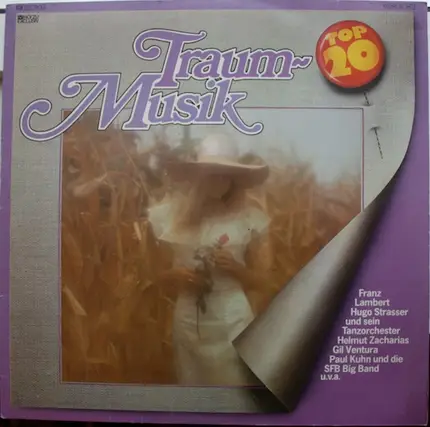 Traum-
Musik
TOP
20
Franz
Lambert
Hugo Strasser
und sein
Tanzorchester
Helmut Zacharias
Gil Ventura
Paul Kuhn und die
SFB Big Band
u.v.a.